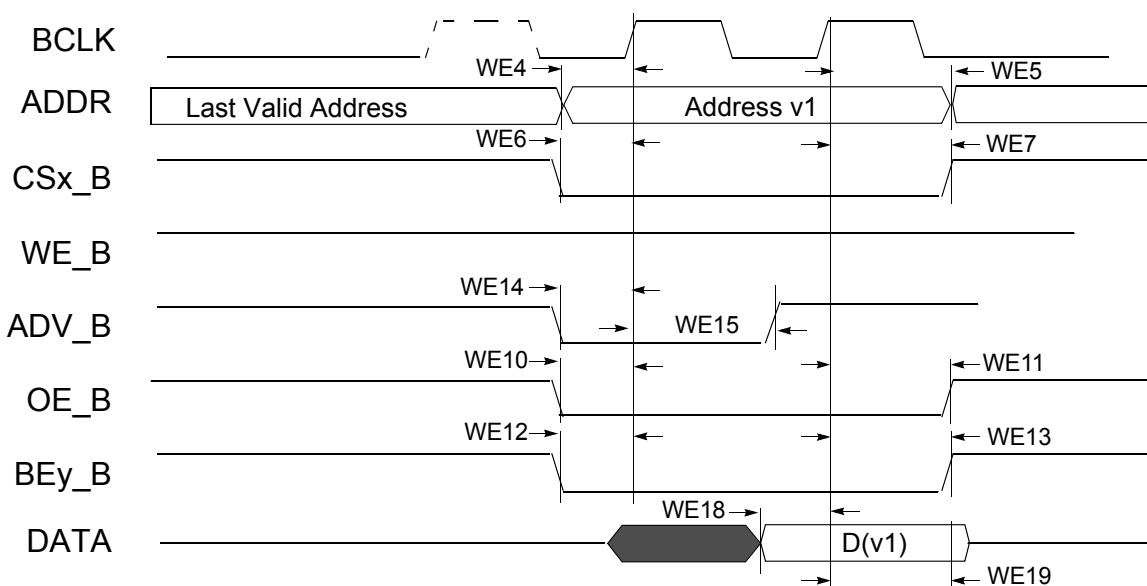 BCLK
WE4
WE5
ADDR
Last Valid Address
Address v1
WE6
WE7
CSx_B
WE_B
WE14
ADV_B
WE15
WE10
WE11
OE_B
WE12
WE13
BEy_B
WE18
DATA
D(v1)
WE19